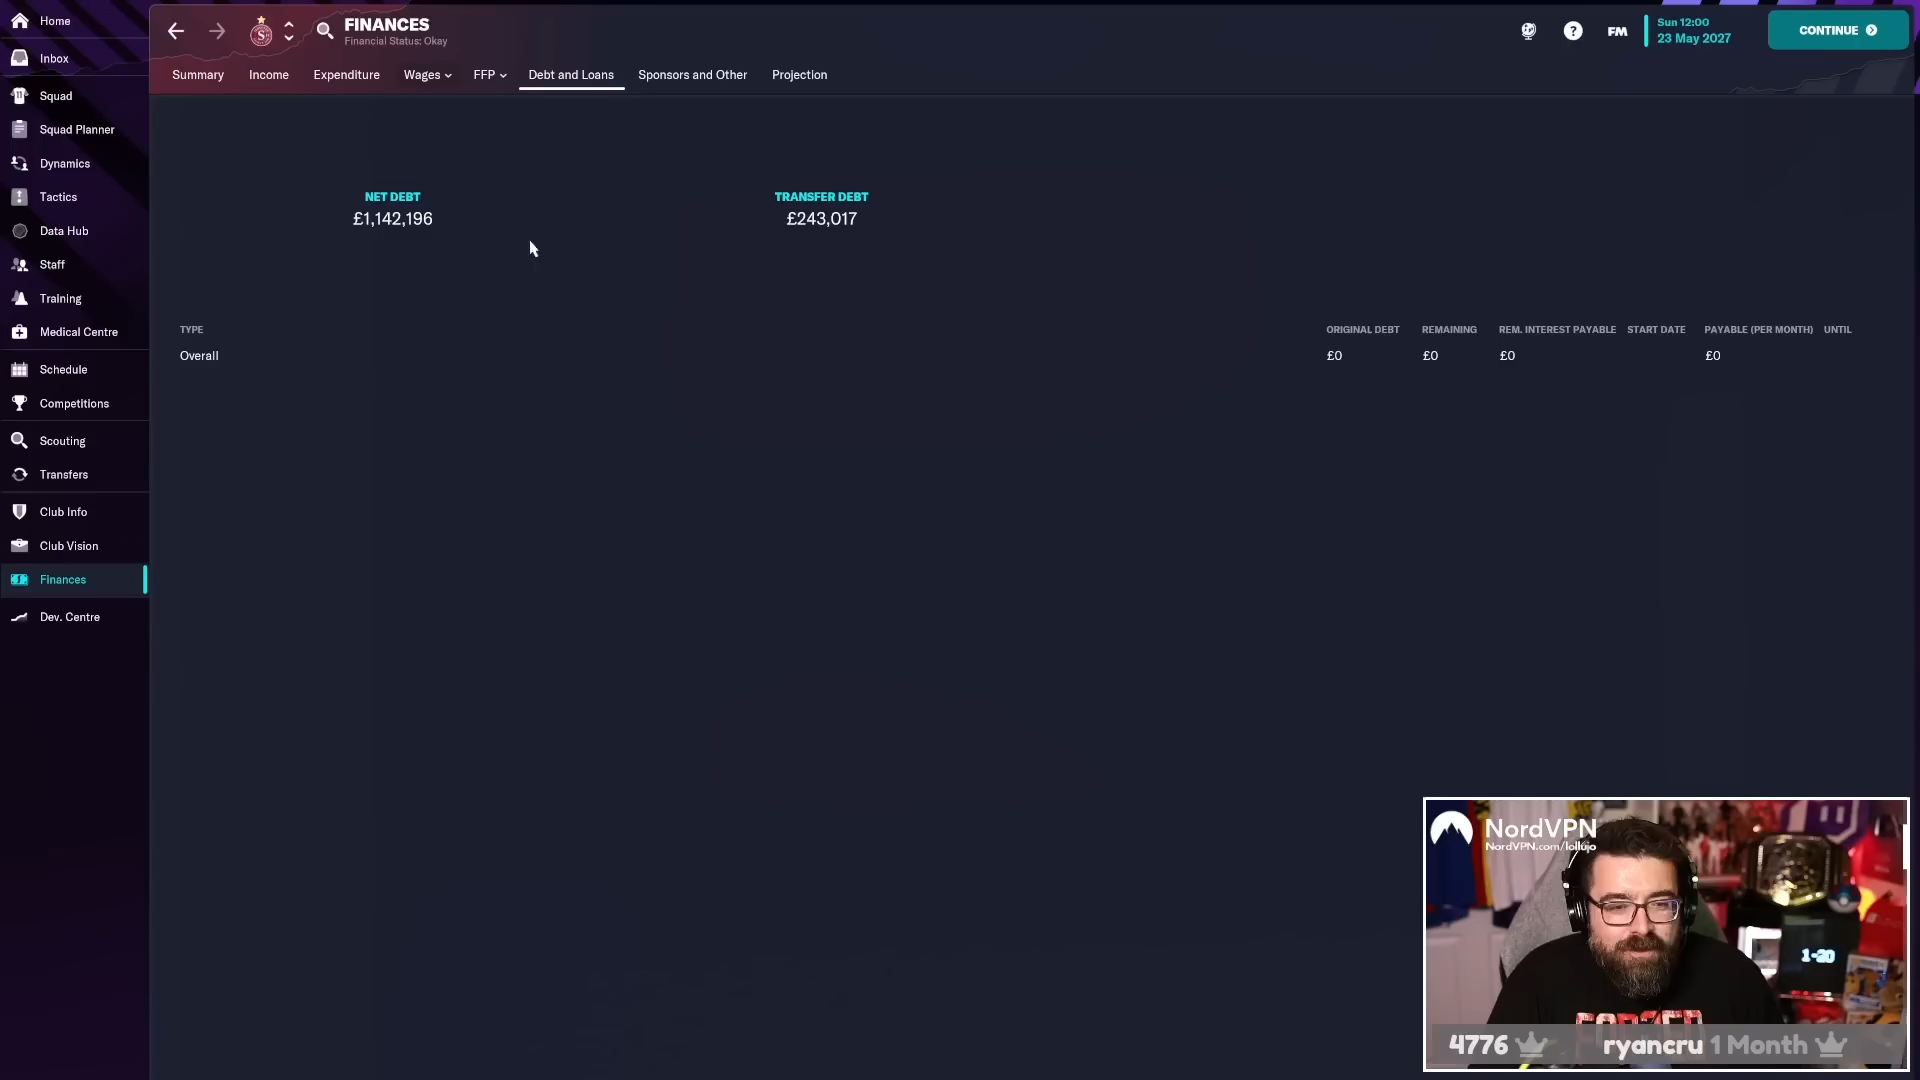 Home
Inbox
Squad
Squad Planner
Dynamics
Tactics
Data Hub
Staff
Training
Medical Centre
Schedule
Competitions
Scouting
Transfers
Club Info
Club Vision
Finances
Dev. Centre
FINANCES
Financial Status: Okay
FM
Sun 12:00
23 May 2027
CONTINUE
Summary Income Expenditure Wages FFP Debt and Loans Sponsors and Other Projection
NET DEBT TRANSFER DEBT
£1,142,196 £243,017
TYPE ORIGINAL DEBT REMAINING REM. INTEREST PAYABLE START DATE PAYABLE (PER MONTH) UNTIL
Overall £0 £0 £0 £0
NordVPN
NordVPN.com/lollujo
1-20
4776 ryancru 1 Month